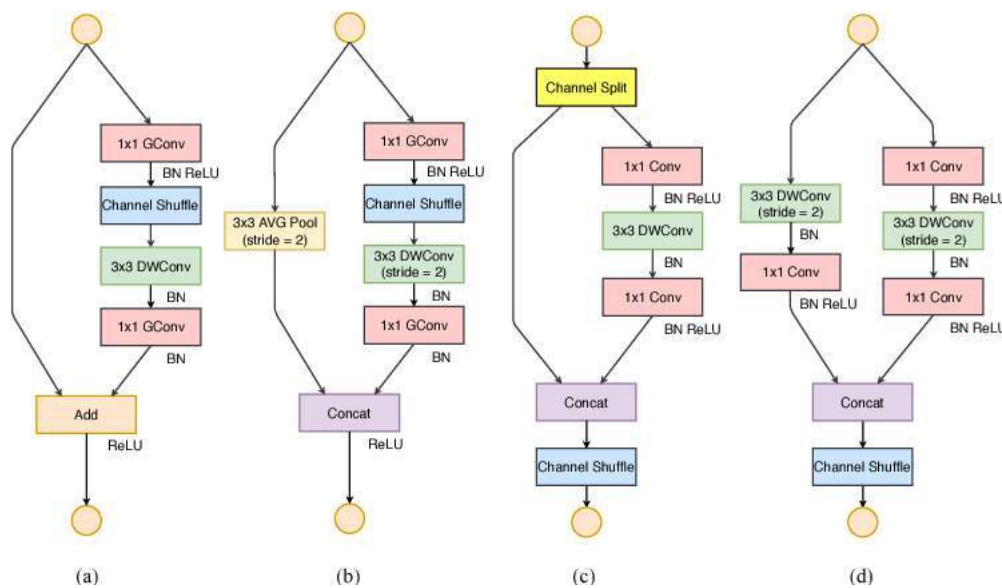 1x1 GConv
BN ReLU
Channel Shuffle
3x3 DWConv
BN
1x1 GConv
BN
Add
ReLU
(a)
1x1 GConv
BN ReLU
Channel Shuffle
3x3 AVG Pool
(stride = 2)
3x3 DWConv
(stride = 2)
BN
1x1 GConv
BN
Concat
ReLU
(b)
Channel Split
1x1 Conv
BN ReLU
3x3 DWConv
BN
1x1 Conv
BN ReLU
Concat
Channel Shuffle
(c)
3x3 DWConv
(stride = 2)
BN
1x1 Conv
BN ReLU
1x1 Conv
BN ReLU
3x3 DWConv
(stride = 2)
BN
1x1 Conv
BN ReLU
Concat
Channel Shuffle
(d)